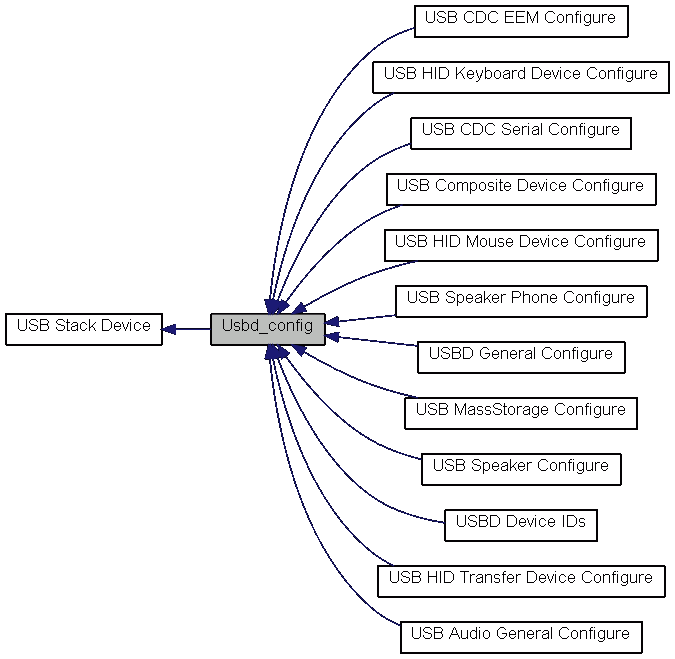 USB CDC EEM Configure
USB HID Keyboard Device Configure
USB CDC Serial Configure
USB Composite Device Configure
USB HID Mouse Device Configure
USB Speaker Phone Configure
USB Stack Device
Usbd_config
USBD General Configure
USB MassStorage Configure
USB Speaker Configure
USBD Device IDs
USB HID Transfer Device Configure
USB Audio General Configure